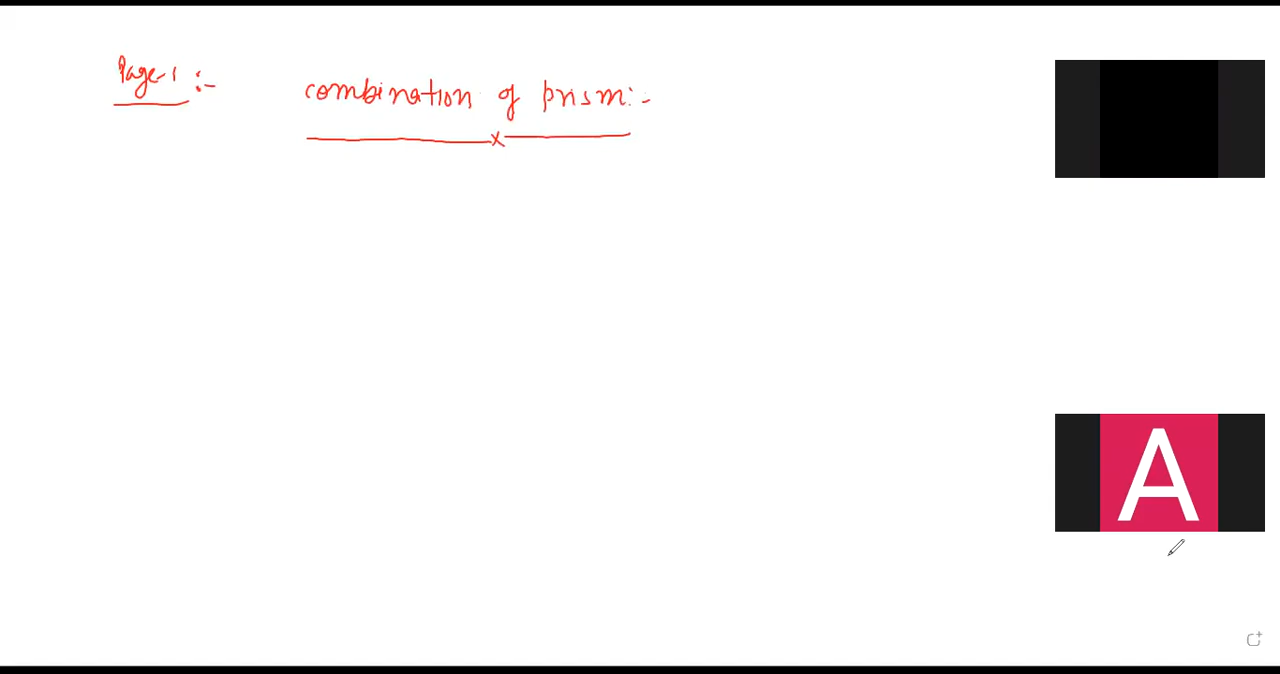 Page-1 :-
combination of prism:-
x
A